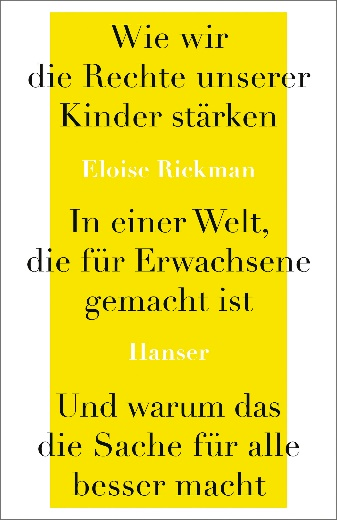 Wie wir
die Rechte unserer
Kinder stärken
Eloise Rickman
In einer Welt,
die für Erwachsene
gemacht ist
Hanser
Und warum das
die Sache für alle
besser macht